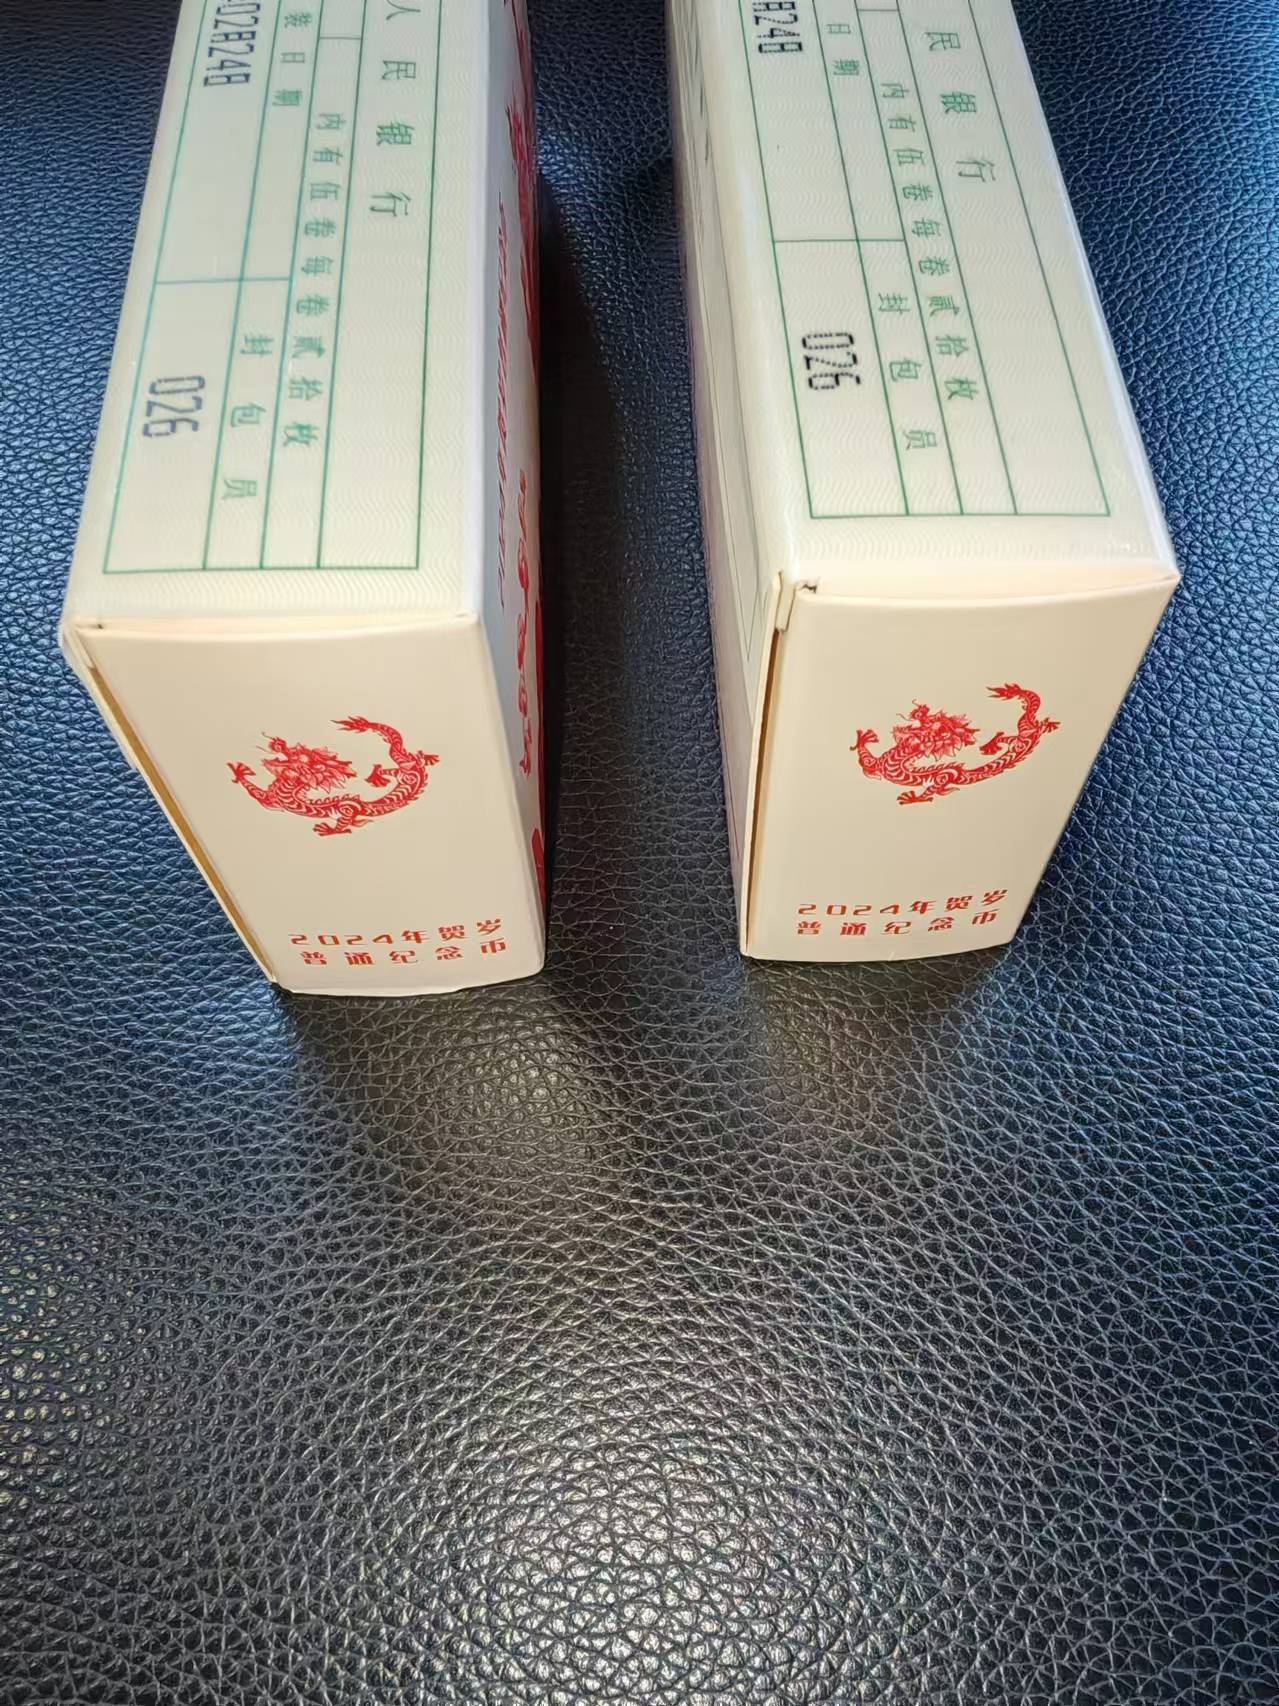 人民银行
内有伍卷每卷贰拾枚
数日期
封包员
026
2024年贺岁
普通纪念币
民银行
内有伍卷每卷贰拾枚
日期
封包员
026
2024年贺岁
普通纪念币